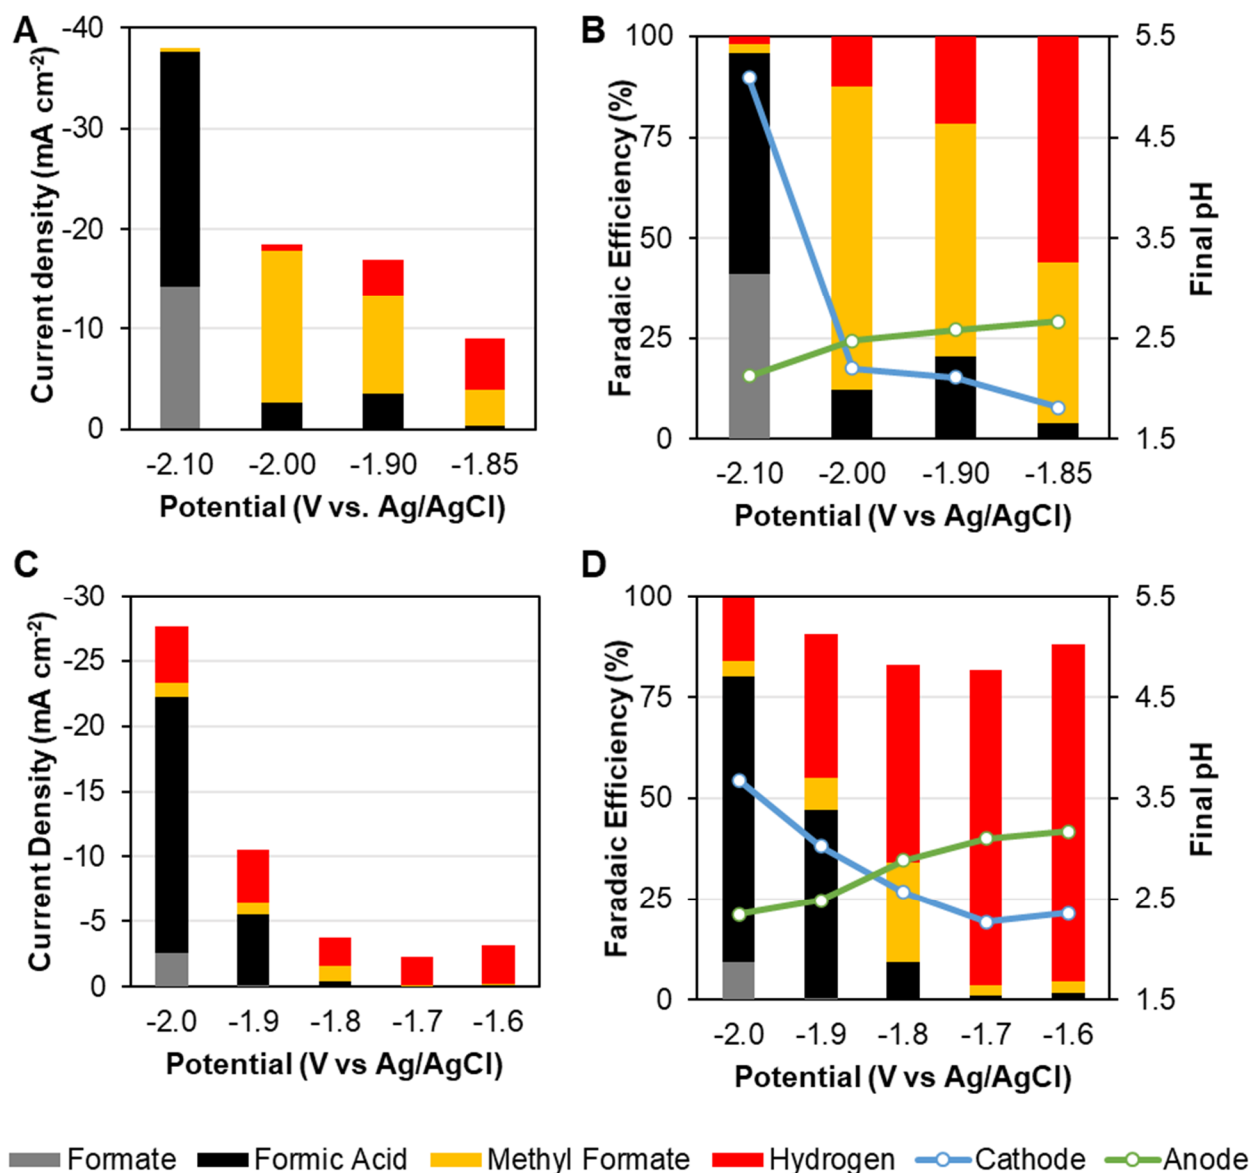 A
Current density (mA cm⁻²)
-40
-30
-20
-10
0
-2.10 -2.00 -1.90 -1.85
Potential (V vs. Ag/AgCl)
B
Faradaic Efficiency (%)
100
75
50
25
0
5.5
4.5
3.5
2.5
1.5
Final pH
-2.10 -2.00 -1.90 -1.85
Potential (V vs Ag/AgCl)
C
Current Density (mA cm⁻²)
-30
-25
-20
-15
-10
-5
0
-2.0 -1.9 -1.8 -1.7 -1.6
Potential (V vs Ag/AgCl)
D
Faradaic Efficiency (%)
100
75
50
25
0
5.5
4.5
3.5
2.5
1.5
Final pH
-2.0 -1.9 -1.8 -1.7 -1.6
Potential (V vs Ag/AgCl)
Formate Formic Acid Methyl Formate Hydrogen Cathode Anode